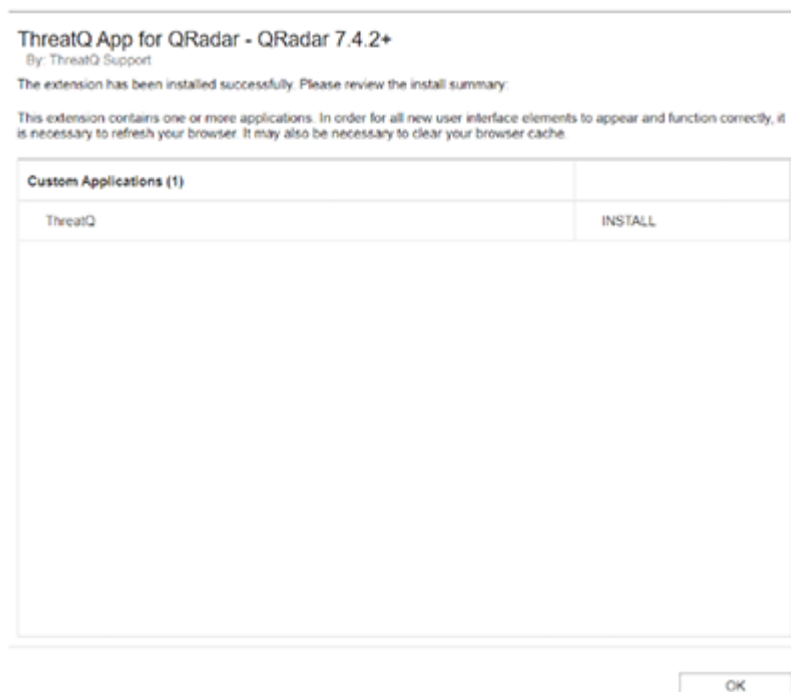 ThreatQ App for QRadar - QRadar 7.4.2+
By: ThreatQ Support
The extension has been installed successfully. Please review the install summary:
This extension contains one or more applications. In order for all new user interface elements to appear and function correctly, it
is necessary to refresh your browser. It may also be necessary to clear your browser cache.
Custom Applications (1)
ThreatQ INSTALL
OK